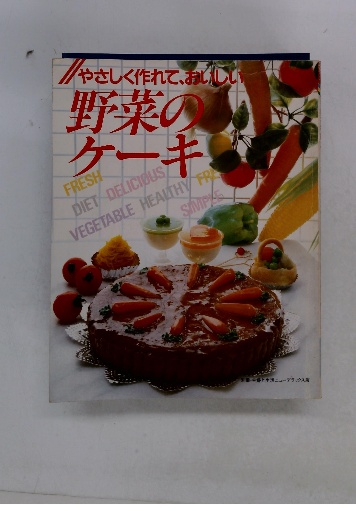 やさしく作れて、おいしい
野菜の
ケーキ
FRESH DELICIOUS FRE
DIET HEALTHY SIMPLE
VEGETABLE